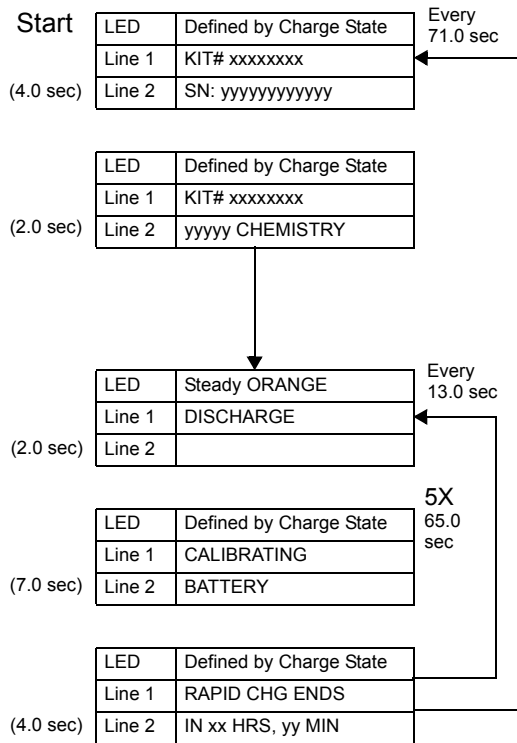 Start
LED Defined by Charge State
Every
71.0 sec
Line 1 KIT# xxxxxxxx
(4.0 sec) Line 2 SN: yyyyyyyyyyyy
LED Defined by Charge State
Line 1 KIT# xxxxxxxx
(2.0 sec) Line 2 yyyyy CHEMISTRY
LED Steady ORANGE
Every
13.0 sec
Line 1 DISCHARGE
(2.0 sec) Line 2
5X
65.0
sec
LED Defined by Charge State
Line 1 CALIBRATING
(7.0 sec) Line 2 BATTERY
LED Defined by Charge State
Line 1 RAPID CHG ENDS
(4.0 sec) Line 2 IN xx HRS, yy MIN